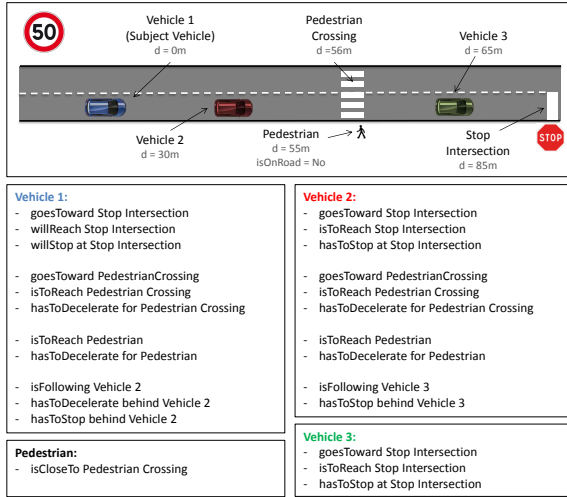 50
Vehicle 1
(Subject Vehicle)
d = 0m
Pedestrian
Crossing
d =56m
Vehicle 3
d = 65m
Vehicle 2
d = 30m
Pedestrian
d = 55m
isOnRoad = No
Stop
Intersection
d = 85m
STOP
Vehicle 1:
- goesToward Stop Intersection
- willReach Stop Intersection
- willStop at Stop Intersection
- goesToward PedestrianCrossing
- isToReach Pedestrian Crossing
- hasToDecelerate for Pedestrian Crossing
- isToReach Pedestrian
- hasToDecelerate for Pedestrian
- isFollowing Vehicle 2
- hasToDecelerate behind Vehicle 2
- hasToStop behind Vehicle 2
Pedestrian:
- isCloseTo Pedestrian Crossing
Vehicle 2:
- goesToward Stop Intersection
- isToReach Stop Intersection
- hasToStop at Stop Intersection
- goesToward PedestrianCrossing
- isToReach Pedestrian Crossing
- hasToDecelerate for Pedestrian Crossing
- isToReach Pedestrian
- hasToDecelerate for Pedestrian
- isFollowing Vehicle 3
- hasToStop behind Vehicle 3
Vehicle 3:
- goesToward Stop Intersection
- isToReach Stop Intersection
- hasToStop at Stop Intersection